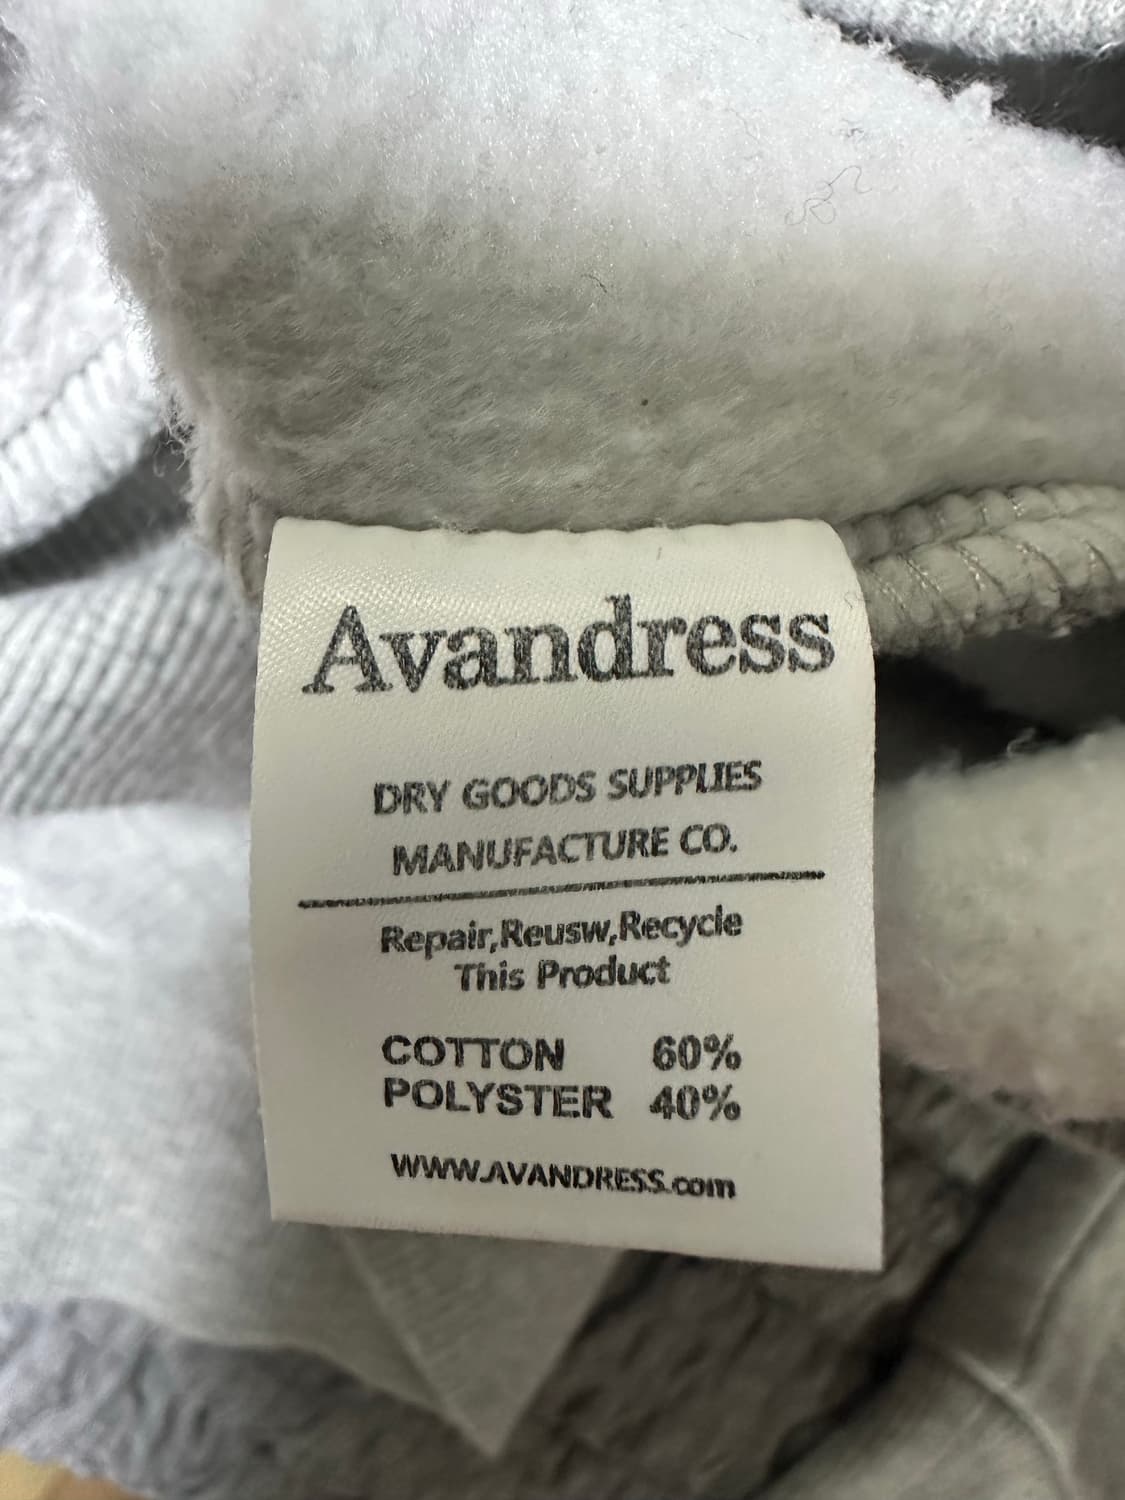 Avandress
DRY GOODS SUPPLIES
MANUFACTURE CO.
Repair,Reusw,Recycle
This Product
COTTON 60%
POLYSTER 40%
WWW.AVANDRESS.com